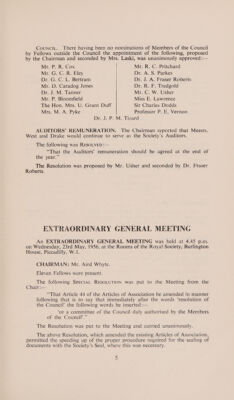 COUNCIL. There having been no nominations of Members of the Council
by Fellows outside the Council the appointment of the following, proposed
by the Chairman and seconded by Mrs. Laski, was unanimously approved:—
Mr. P. R. Cox
Mr. G. C. R. Eley
Dr. G. C. L. Bertram
Mr. D. Caradog Jones
Dr. J. M. Tanner
Mr. P. Bloomfield
The Hon. Mrs. U. Grant Duff
Mrs. M. A. Pyke
Mr. R. C. Pritchard
Dr. A. S. Parkes
Dr. J. A. Fraser Roberts
Dr. B. F. Tredgold
Mr. C. W. Usher
Miss E. Lawrence
Sir Charles Dodds
Professor P. E. Vernon
Dr. J. P. M. Tizard
AUDITORS' REMUNERATION. The Chairman reported that Messrs.
West and Drake would continue to serve as the Society's Auditors.
The following was RESOLVED:—
"That the Auditors' remuneration should be agreed at the end of
the year."
The Resolution was proposed by Mr. Usher and seconded by Dr. Fraser
Roberts.
EXTRAORDINARY GENERAL MEETING
An EXTRAORDINARY GENERAL MEETING was held at 4.45 p.m.
on Wednesday, 23rd May, 1956, at the Rooms of the Royal Society, Burlington
House, Piccadilly, W.1.
CHAIRMAN: Mr. Aird Whyte.
Eleven Fellows were present.
The following SPECIAL RESOLUTION was put to the Meeting from the
Chair:—
"That Article 44 of the Articles of Association be amended in manner
following that is to say that immediately after the words 'resolution of
the Council' the following words be inserted:—
'or a committee of the Council duly authorised by the Members
of the Council'."
The Resolution was put to the Meeting and carried unanimously.
The above Resolution, which amended the existing Articles of Association,
permitted the speeding up of the proper procedure required for the sealing of
documents with the Society's Seal, where this was necessary.
5